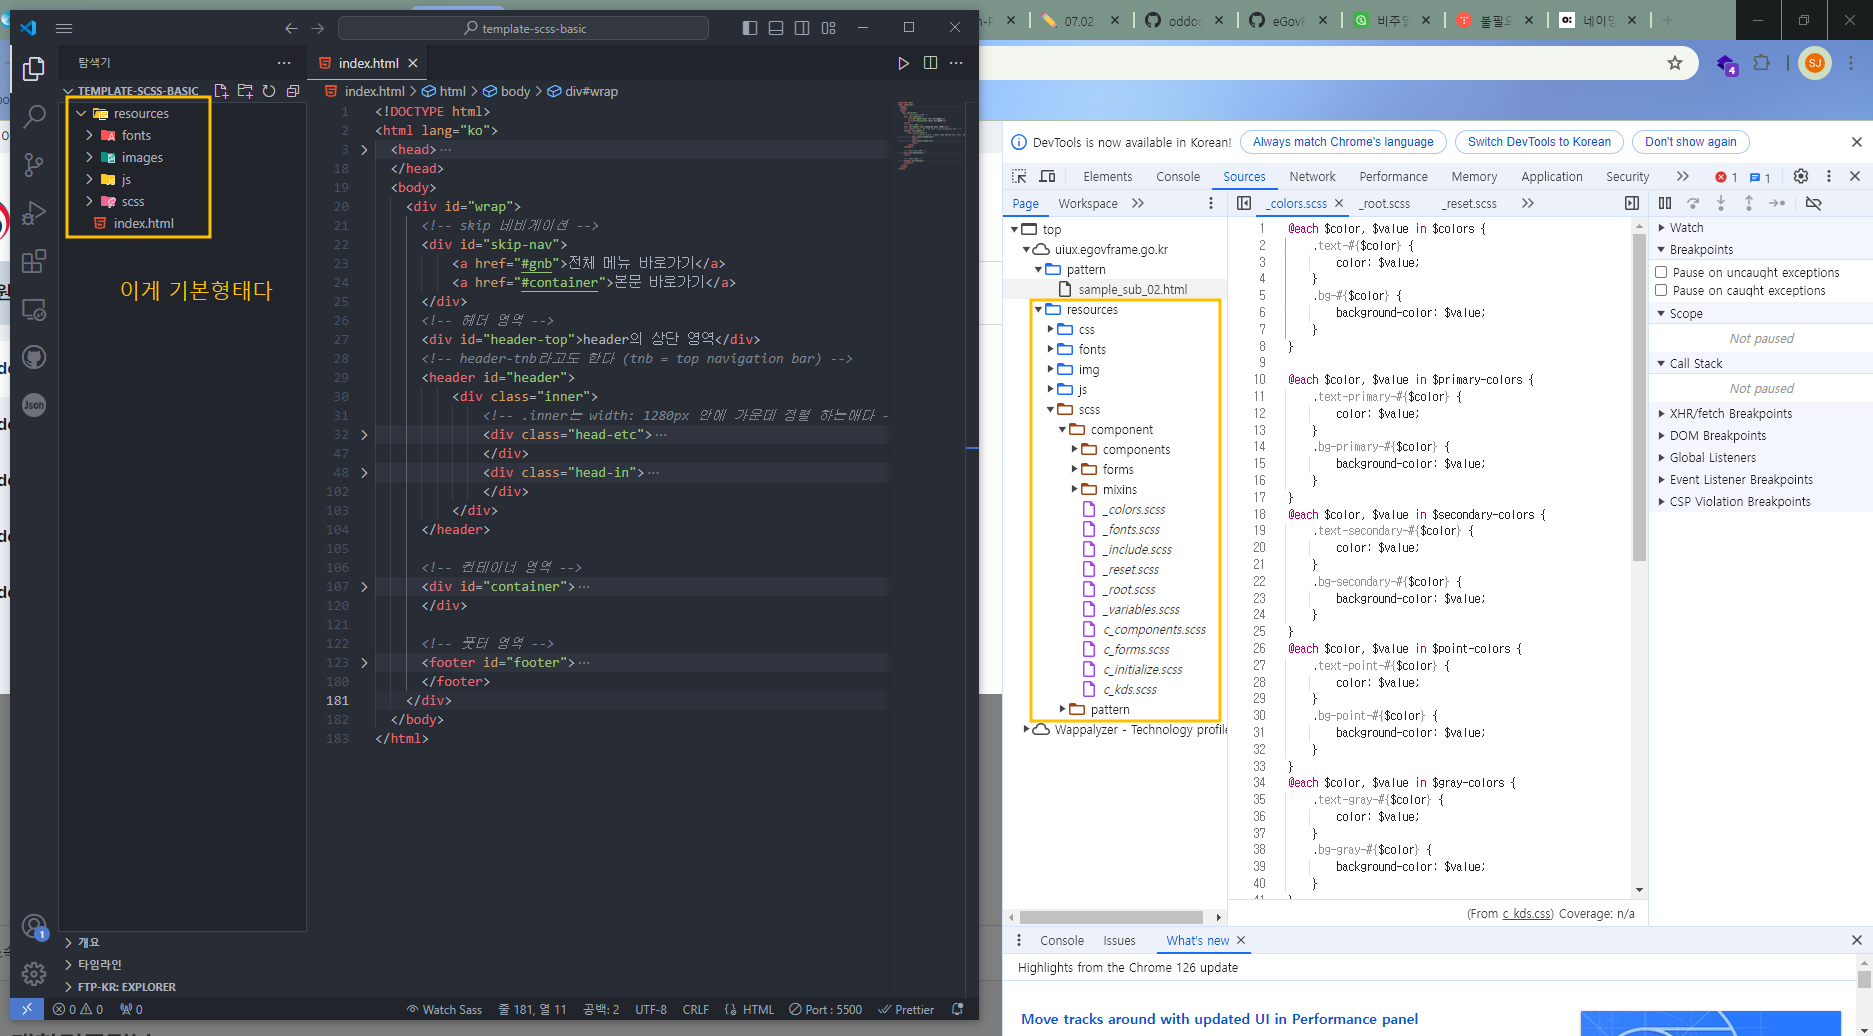 template-scss-basic
탐색기
TEMPLATE-SCSS-BASIC
resources
fonts
images
js
scss
index.html
이게 기본형태다
개요
타임라인
FTP-KR: EXPLORER
index.html
index.html > html > body > div#wrap
1 <!DOCTYPE html>
2 <html lang="ko">
3 <head>…
18 </head>
19 <body>
20 <div id="wrap">
21 <!-- skip 네비게이션 -->
22 <div id="skip-nav">
23 <a href="#gnb">전체 메뉴 바로가기</a>
24 <a href="#container">본문 바로가기</a>
25 </div>
26 <!-- 헤더 영역 -->
27 <div id="header-top">header의 상단 영역</div>
28 <!-- header-tnb라고도 한다 (tnb = top navigation bar) -->
29 <header id="header">
30 <div class="inner">
31 <!-- .inner는 width: 1280px 안에 가운데 정렬 하는애다 -
32 <div class="head-etc">…
47 </div>
48 <div class="head-in">…
102 </div>
103 </div>
104 </header>
105
106 <!-- 컨테이너 영역 -->
107 <div id="container">…
120 </div>
121
122 <!-- 풋터 영역 -->
123 <footer id="footer">…
180 </footer>
181 </div>
182 </body>
183 </html>
0 0 0
Watch Sass 줄 181, 열 11 공백: 2 UTF-8 CRLF HTML Port : 5500 Prettier
1
07.02
oddoc
eGovF
비주얼
불필요
네이밍
4
SJ
DevTools is now available in Korean!
Always match Chrome's language
Switch DevTools to Korean
Don't show again
Elements Console Sources Network Performance Memory Application Security
1 1
Page Workspace
_colors.scss _root.scss _reset.scss
top
uiux.egovframe.go.kr
pattern
sample_sub_02.html
resources
css
fonts
img
js
scss
component
components
forms
mixins
_colors.scss
_fonts.scss
_include.scss
_reset.scss
_root.scss
_variables.scss
c_components.scss
c_forms.scss
c_initialize.scss
c_kds.scss
pattern
Wappalyzer - Technology profile
1 @each $color, $value in $colors {
2 .text-#{$color} {
3 color: $value;
4 }
5 .bg-#{$color} {
6 background-color: $value;
7 }
8 }
9
10 @each $color, $value in $primary-colors {
11 .text-primary-#{$color} {
12 color: $value;
13 }
14 .bg-primary-#{$color} {
15 background-color: $value;
16 }
17 }
18 @each $color, $value in $secondary-colors {
19 .text-secondary-#{$color} {
20 color: $value;
21 }
22 .bg-secondary-#{$color} {
23 background-color: $value;
24 }
25 }
26 @each $color, $value in $point-colors {
27 .text-point-#{$color} {
28 color: $value;
29 }
30 .bg-point-#{$color} {
31 background-color: $value;
32 }
33 }
34 @each $color, $value in $gray-colors {
35 .text-gray-#{$color} {
36 color: $value;
37 }
38 .bg-gray-#{$color} {
39 background-color: $value;
40 }
(From c_kds.css) Coverage: n/a
Watch
Breakpoints
Pause on uncaught exceptions
Pause on caught exceptions
Scope
Not paused
Call Stack
Not paused
XHR/fetch Breakpoints
DOM Breakpoints
Global Listeners
Event Listener Breakpoints
CSP Violation Breakpoints
Console Issues What's new
Highlights from the Chrome 126 update
Move tracks around with updated UI in Performance panel